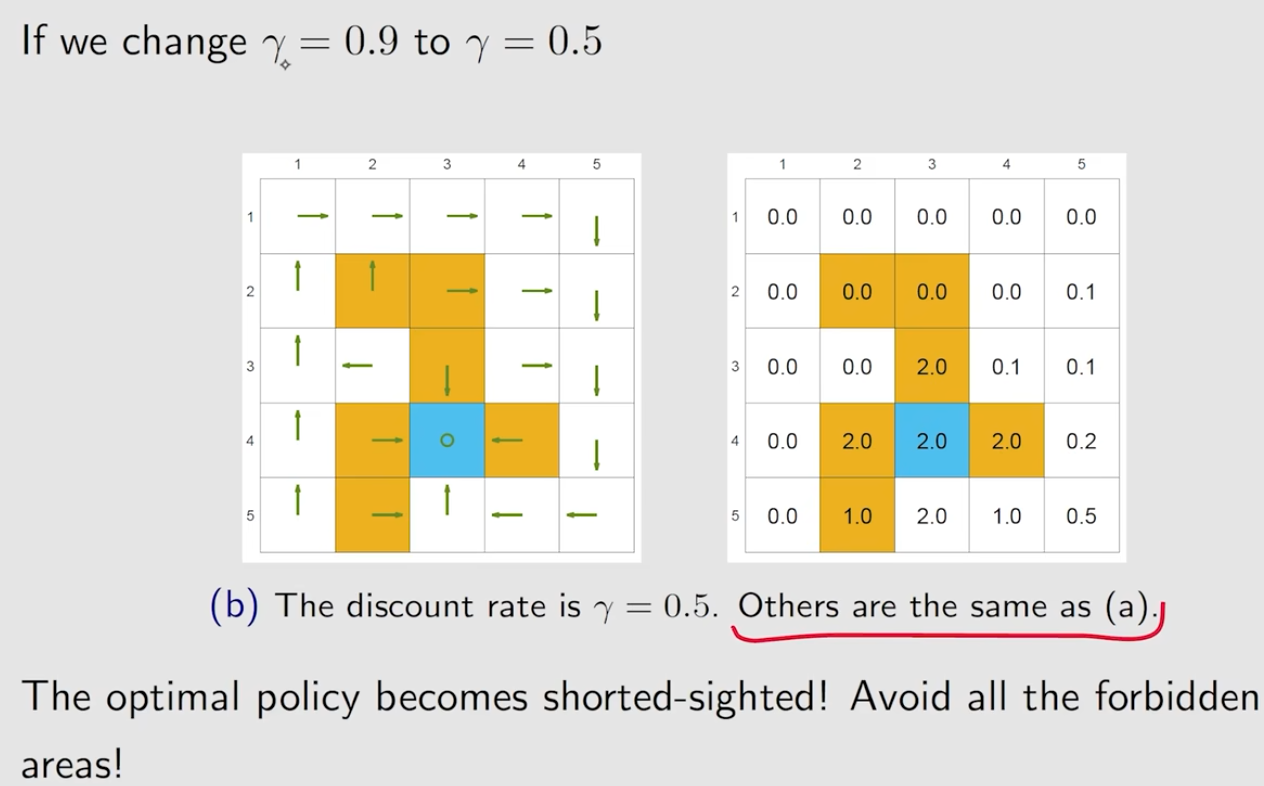 If we change γ = 0.9 to γ = 0.5
1 2 3 4 5
1
2
3
4
5
1 2 3 4 5
1 0.0 0.0 0.0 0.0 0.0
2 0.0 0.0 0.0 0.0 0.1
3 0.0 0.0 2.0 0.1 0.1
4 0.0 2.0 2.0 2.0 0.2
5 0.0 1.0 2.0 1.0 0.5
(b) The discount rate is γ = 0.5. Others are the same as (a).
The optimal policy becomes shorted-sighted! Avoid all the forbidden
areas!